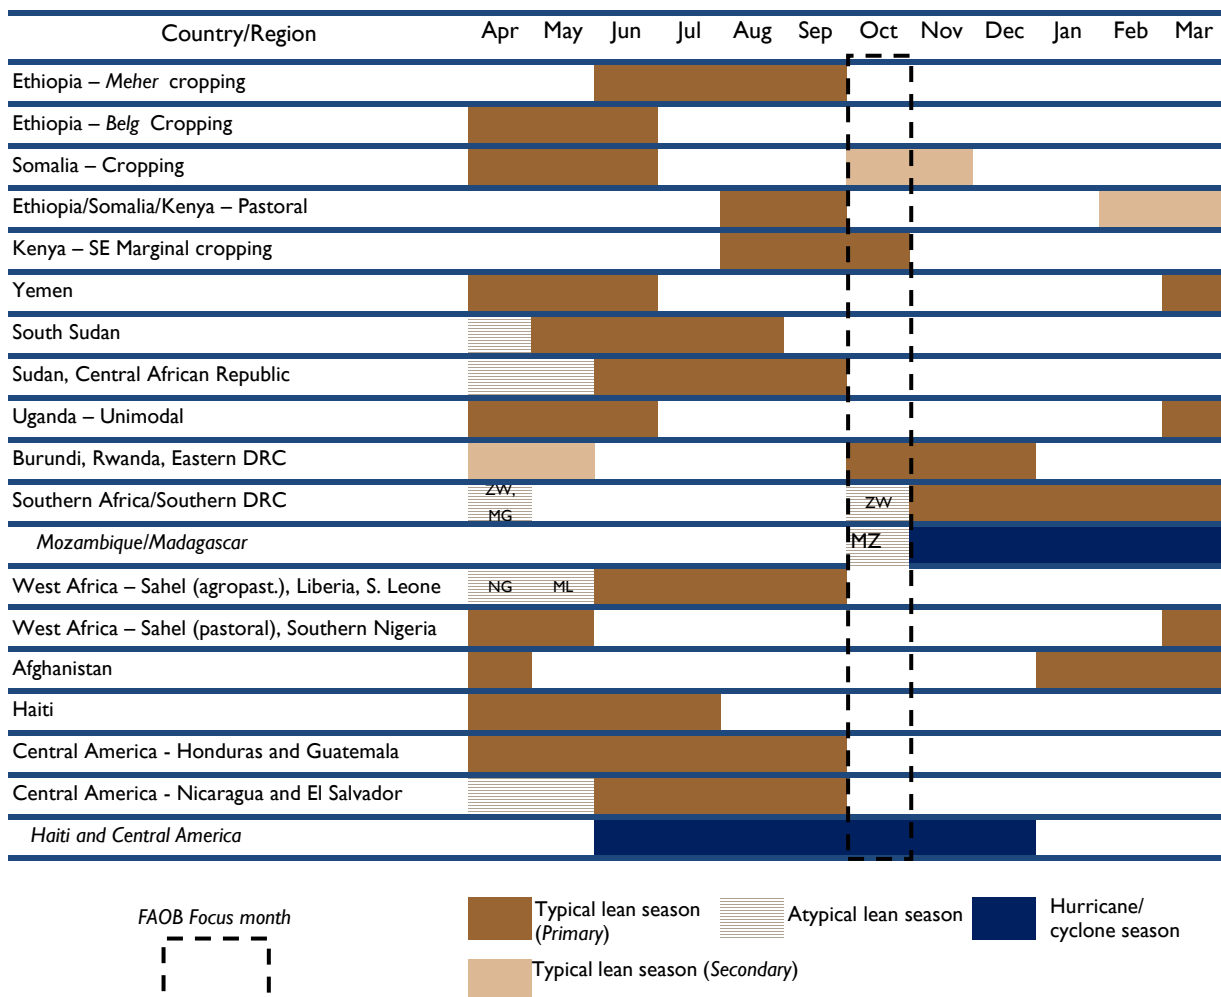 Country/Region Apr May Jun Jul Aug Sep Oct Nov Dec Jan Feb Mar
Ethiopia – Meher cropping
Ethiopia – Belg Cropping
Somalia – Cropping
Ethiopia/Somalia/Kenya – Pastoral
Kenya – SE Marginal cropping
Yemen
South Sudan
Sudan, Central African Republic
Uganda – Unimodal
Burundi, Rwanda, Eastern DRC
Southern Africa/Southern DRC ZW, MG ZW
Mozambique/Madagascar MZ
West Africa – Sahel (agropast.), Liberia, S. Leone NG ML
West Africa – Sahel (pastoral), Southern Nigeria
Afghanistan
Haiti
Central America - Honduras and Guatemala
Central America - Nicaragua and El Salvador
Haiti and Central America
FAOB Focus month
Typical lean season
(Primary)
Atypical lean season
Hurricane/
cyclone season
Typical lean season (Secondary)